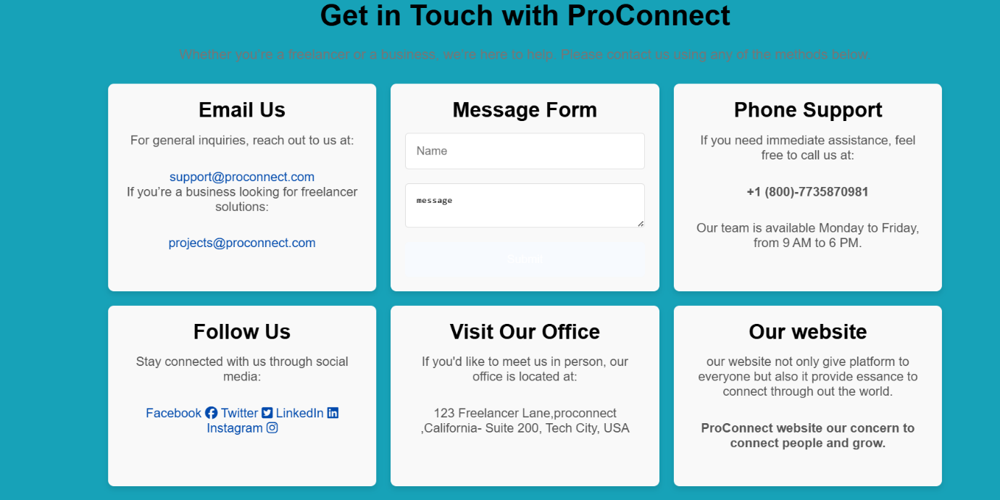 Get in Touch with ProConnect
Whether you're a freelancer or a business, we're here to help. Please contact us using any of the methods below.
Email Us
For general inquiries, reach out to us at:
support@proconnect.com
If you’re a business looking for freelancer
solutions:
projects@proconnect.com
Message Form
Name
message
Submit
Phone Support
If you need immediate assistance, feel
free to call us at:
+1 (800)-7735870981
Our team is available Monday to Friday,
from 9 AM to 6 PM.
Follow Us
Stay connected with us through social
media:
Facebook Twitter LinkedIn
Instagram
Visit Our Office
If you'd like to meet us in person, our
office is located at:
123 Freelancer Lane,proconnect
,California- Suite 200, Tech City, USA
Our website
our website not only give platform to
everyone but also it provide essance to
connect through out the world.
ProConnect website our concern to
connect people and grow.